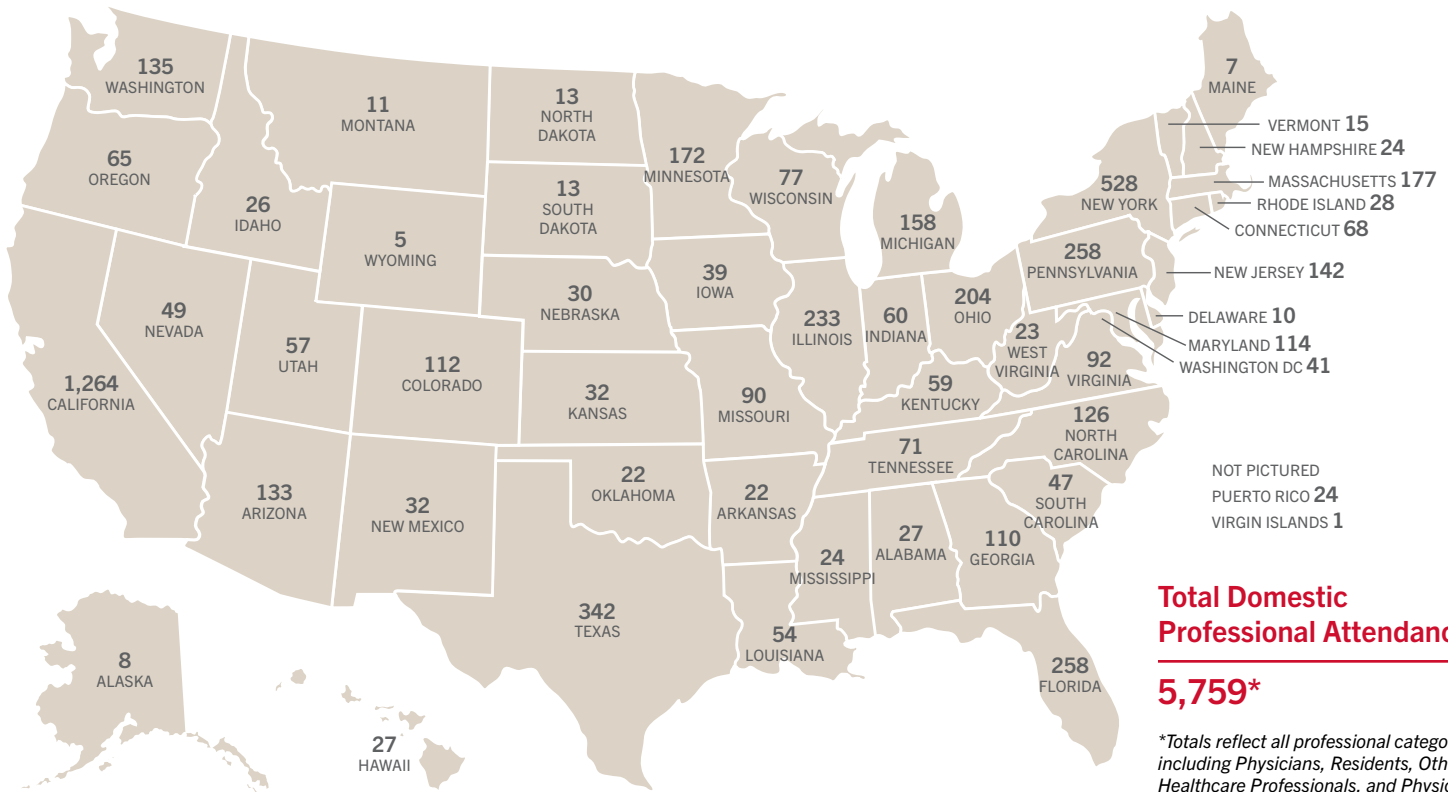 135
WASHINGTON
65
OREGON
26
IDAHO
11
MONTANA
13
NORTH
DAKOTA
13
SOUTH
DAKOTA
5
WYOMING
172
MINNESOTA
77
WISCONSIN
158
MICHIGAN
7
MAINE
VERMONT 15
NEW HAMPSHIRE 24
MASSACHUSETTS 177
RHODE ISLAND 28
CONNECTICUT 68
528
NEW YORK
258
PENNSYLVANIA
NEW JERSEY 142
DELAWARE 10
MARYLAND 114
WASHINGTON DC 41
49
NEVADA
57
UTAH
1,264
CALIFORNIA
112
COLORADO
30
NEBRASKA
39
IOWA
233
ILLINOIS
60
INDIANA
204
OHIO
23
WEST
VIRGINIA
92
VIRGINIA
32
KANSAS
90
MISSOURI
59
KENTUCKY
126
NORTH
CAROLINA
71
TENNESSEE
47
SOUTH
CAROLINA
133
ARIZONA
32
NEW MEXICO
22
OKLAHOMA
22
ARKANSAS
24
MISSISSIPPI
27
ALABAMA
110
GEORGIA
342
TEXAS
54
LOUISIANA
258
FLORIDA
8
ALASKA
27
HAWAII
NOT PICTURED
PUERTO RICO 24
VIRGIN ISLANDS 1
Total Domestic
Professional Attendanc
5,759*
*Totals reflect all professional catego
including Physicians, Residents, Oth
Healthcare Professionals, and Physic